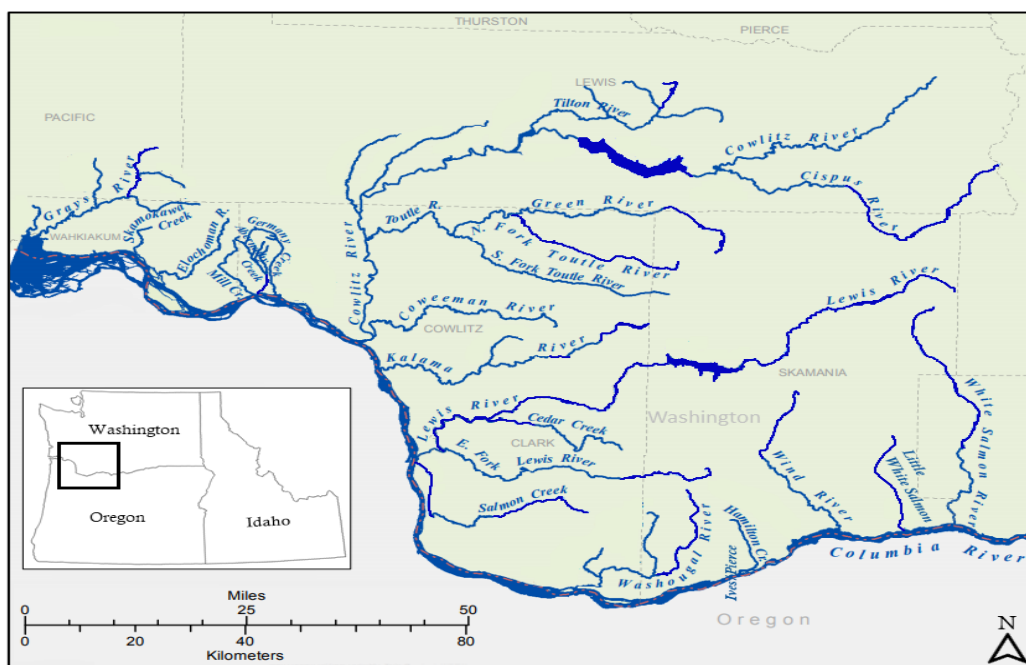 THURSTON
PIERCE
LEWIS
Tilton River
PACIFIC
Cowlitz River
Cispus River
Grays River
WAHKIAKUM
Skamokawa Creek
Elochoman R.
Germany Creek
Creek
Mill Cr.
Cowlitz River
Toutle R.
Green River
N. Fork Toutle River
S. Fork Toutle River
Coweeman River
COWLITZ
Kalama River
Lewis River
SKAMANIA
Washington
Lewis River
Cedar Creek
CLARK
E. Fork Lewis River
Salmon Creek
Wind River
Little White Salmon
White Salmon River
Hamilton Cr.
Ives/Pierce
Washougal River
Columbia River
Oregon
Washington
Oregon
Idaho
Miles
0 25 50
0 20 40 60 80
Kilometers
N